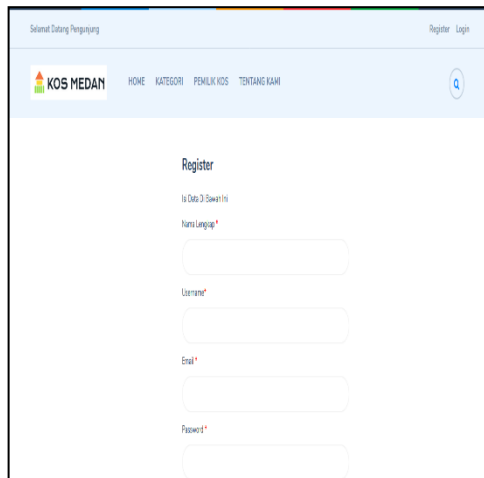 Selamat Datang Pengunjung
Register Login
KOS MEDAN
HOME KATEGORI PEMILIK KOS TENTANG KAMI
Register
Isi Data Di Bawah Ini
Nama Lengkap *
Username*
Email *
Password *